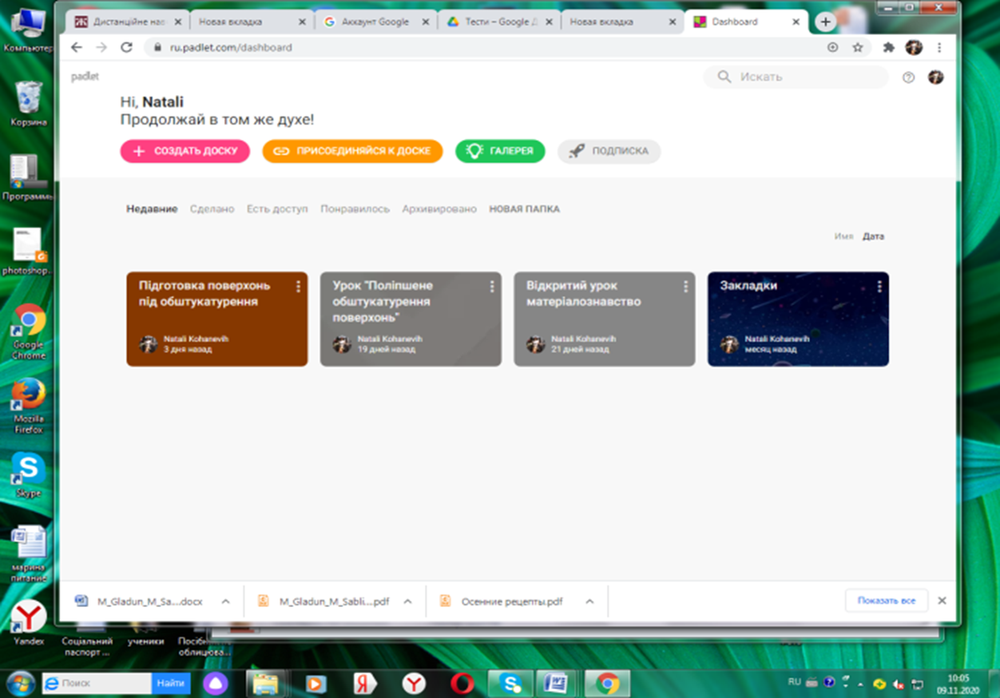 Дистанційне нав
Новая вкладка
Аккаунт Google
Тести – Google Д
Новая вкладка
Dashboard
ru.padlet.com/dashboard
padlet
Искать
Hi, Natali
Продолжай в том же духе!
СОЗДАТЬ ДОСКУ
ПРИСОЕДИНЯЙСЯ К ДОСКЕ
ГАЛЕРЕЯ
ПОДПИСКА
Недавние
Сделано
Есть доступ
Понравилось
Архивировано
НОВАЯ ПАПКА
Имя
Дата
Підготовка поверхонь
під обштукатурення
Natali Kohanevih
3 дня назад
Урок "Поліпшене
обштукатурення
поверхонь"
Natali Kohanevih
19 дней назад
Відкритий урок
матеріалознавство
Natali Kohanevih
21 дней назад
Закладки
Natali Kohanevih
месяц назад
M_Gladun_M_Sa....docx
M_Gladun_M_Sabli....pdf
Осенние рецепты.pdf
Показать все
Компьютер
Корзина
Программы
photoshop...
Google
Chrome
Mozilla
Firefox
Skype
марина
питание
Yandex
Соціальний
паспорт ...
ученики
Посібн
облицюва...
Поиск
Найти
RU
10:05
09.11.2020